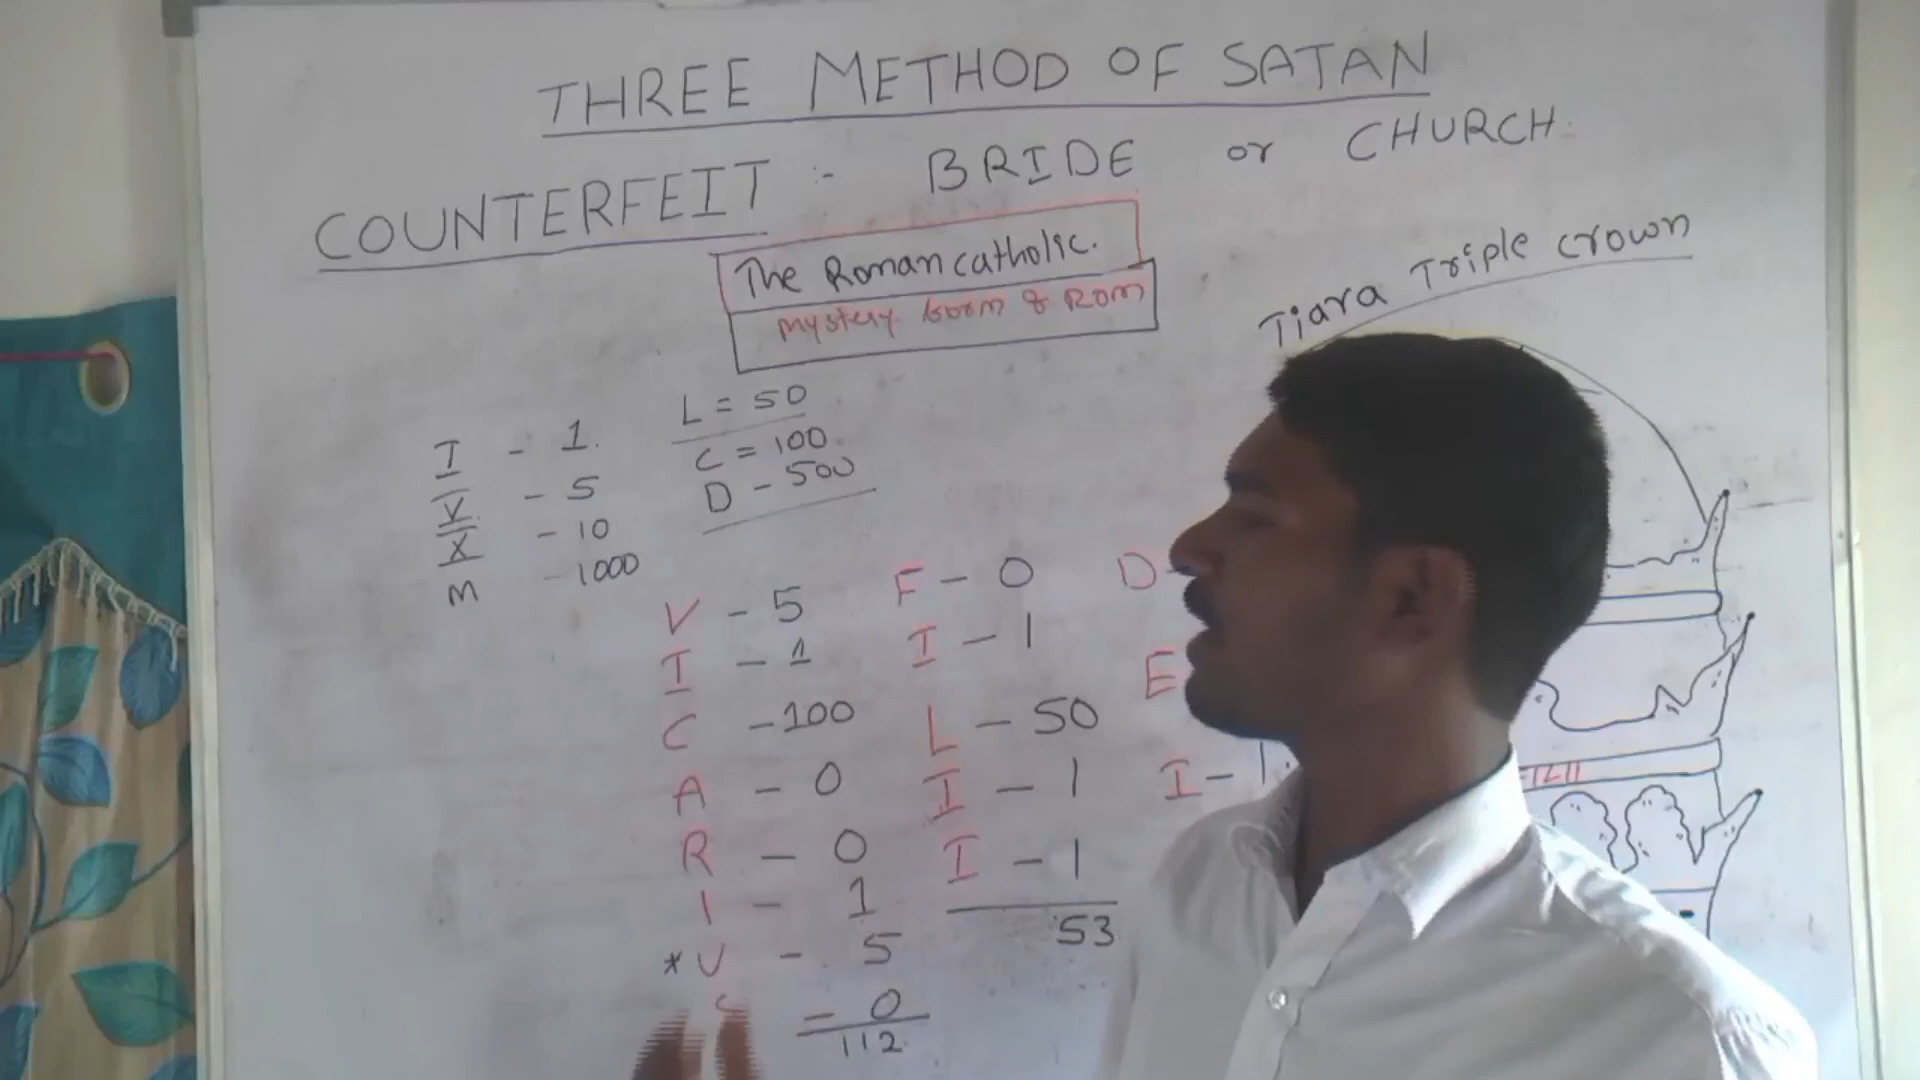 THREE METHOD OF SATAN
COUNTERFEIT :- BRIDE or CHURCH
The Roman catholic.
Mystery form of Rom
Tiara Triple crown
I - 1.
V - 5
X - 10
M - 1000
L = 50
C = 100
D - 500
V - 5
I - 1
C - 100
A - 0
R - 0
I - 1
* U - 5
S - 0
112
F - 0
I - 1
L - 50
I - 1
I - 1
53
D -
E
I - 1